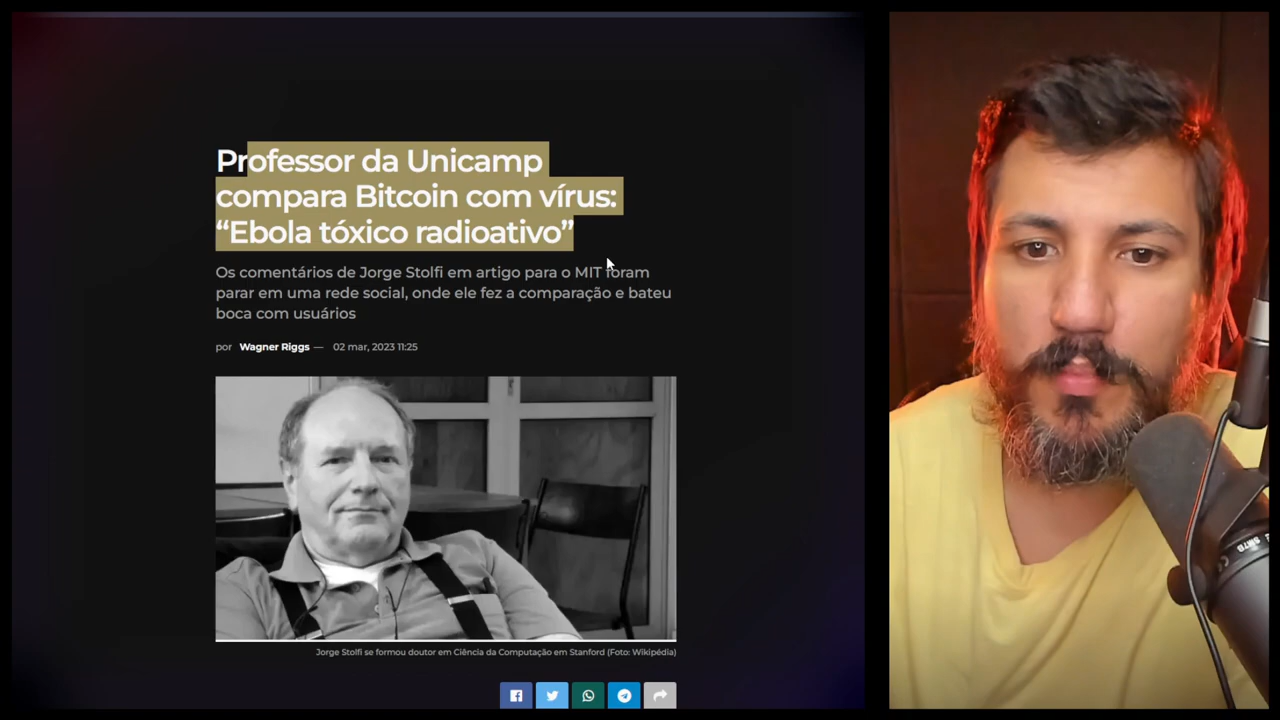 Professor da Unicamp
compara Bitcoin com vírus:
“Ebola tóxico radioativo”
Os comentários de Jorge Stolfi em artigo para o MIT foram
parar em uma rede social, onde ele fez a comparação e bateu
boca com usuários
por Wagner Riggs — 02 mar, 2023 11:25
Jorge Stolfi se formou doutor em Ciência da Computação em Stanford (Foto: Wikipédia)
SM7B